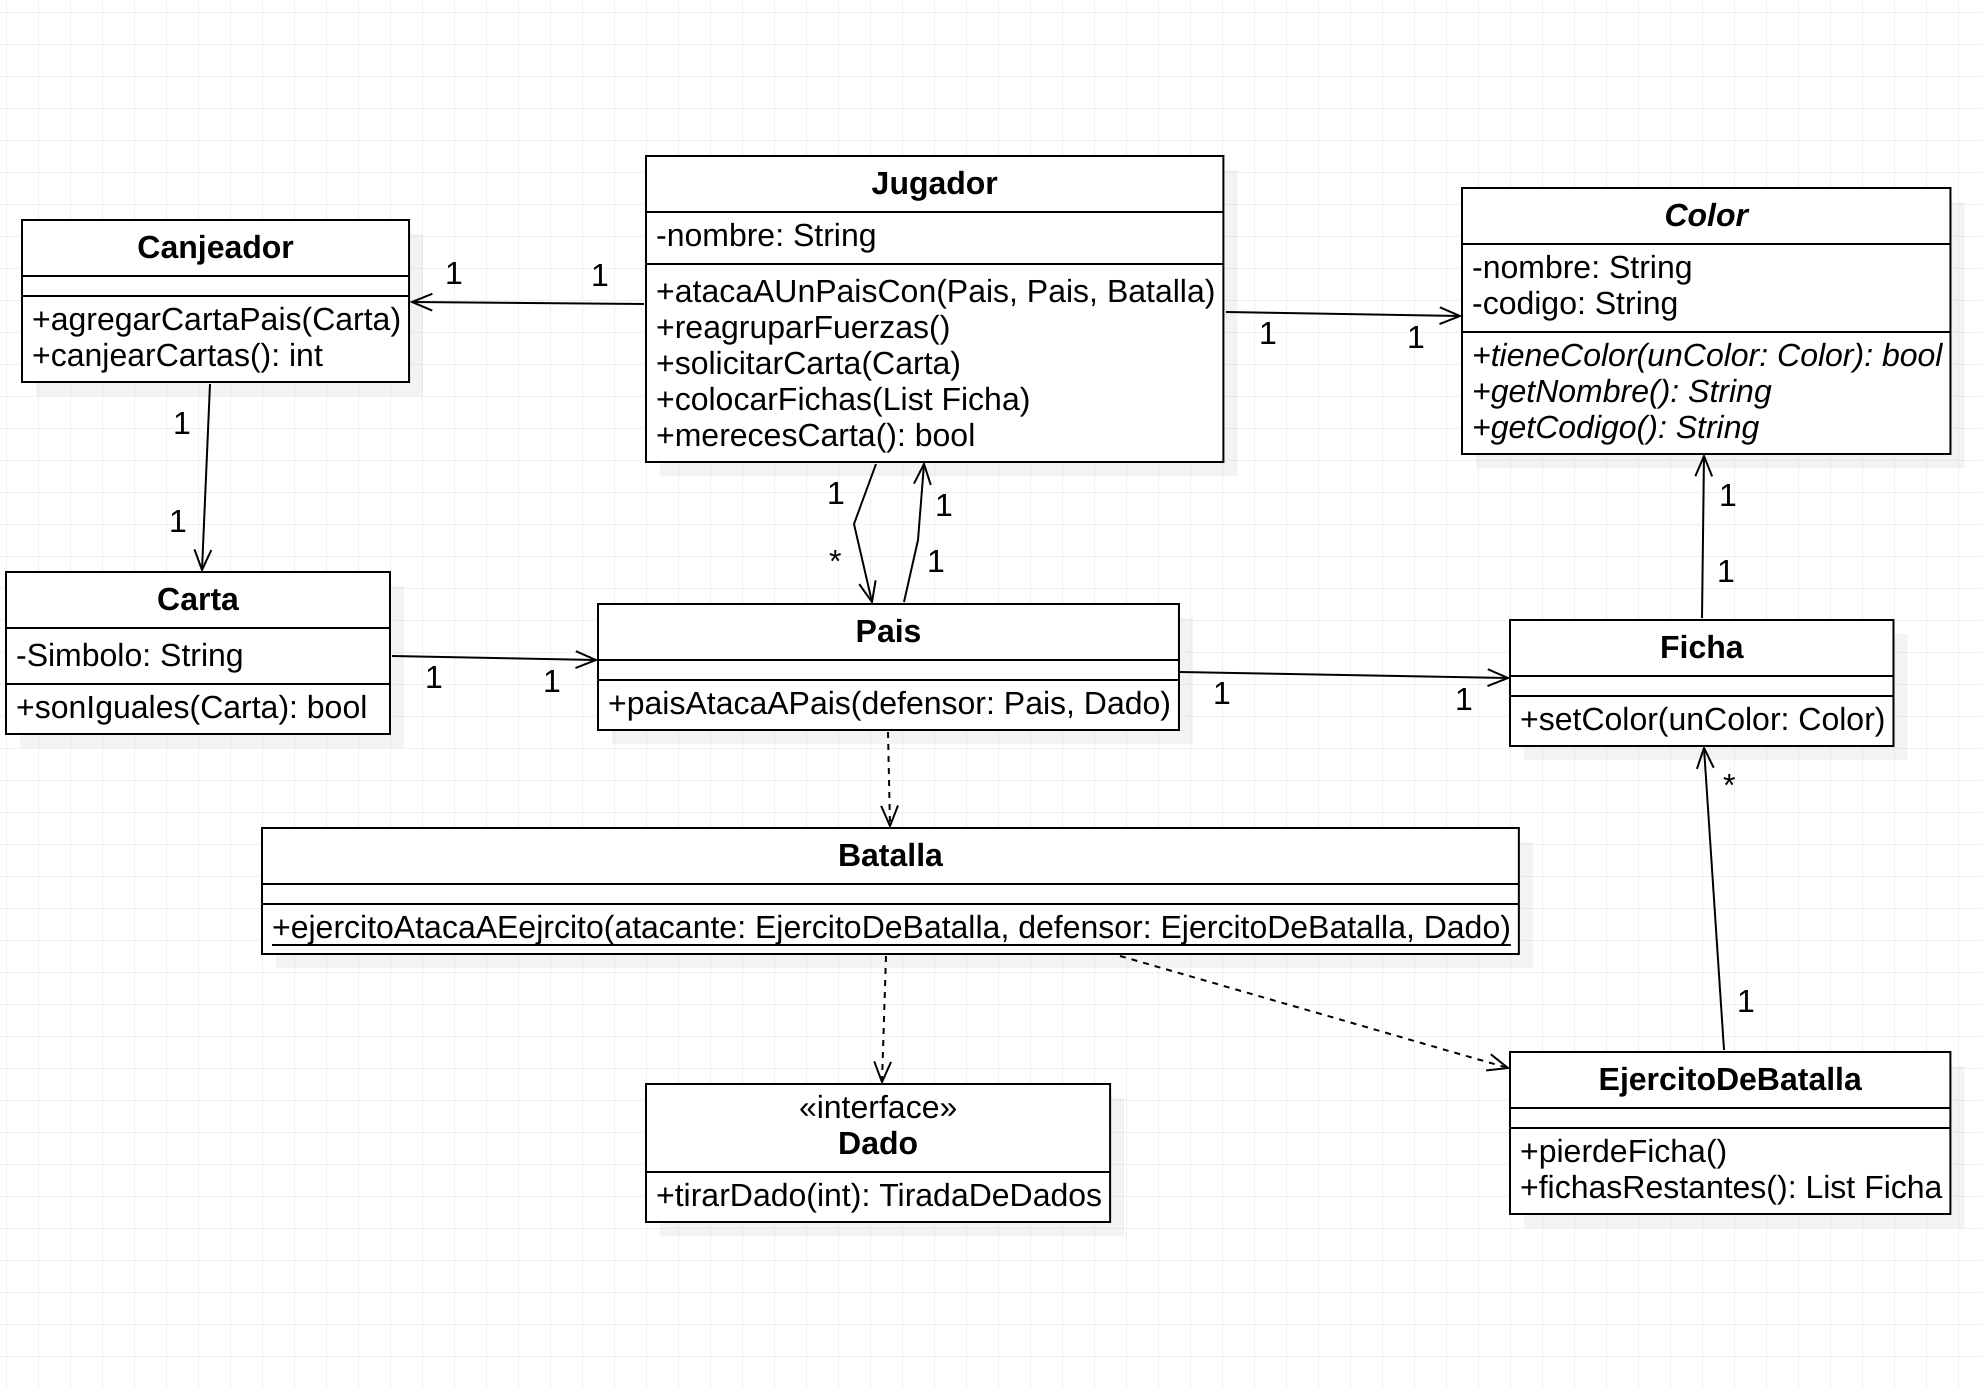 Jugador
-nombre: String
+atacaAUnPaisCon(Pais, Pais, Batalla)
+reagruparFuerzas()
+solicitarCarta(Carta)
+colocarFichas(List Ficha)
+merecesCarta(): bool
Color
-nombre: String
-codigo: String
+tieneColor(unColor: Color): bool
+getNombre(): String
+getCodigo(): String
Canjeador
+agregarCartaPais(Carta)
+canjearCartas(): int
1
1
1
1
1
1
1
*
1
1
1
1
Carta
-Simbolo: String
+sonIguales(Carta): bool
1
1
Pais
+paisAtacaAPais(defensor: Pais, Dado)
1
1
Ficha
+setColor(unColor: Color)
*
1
Batalla
+ejercitoAtacaAEejrcito(atacante: EjercitoDeBatalla, defensor: EjercitoDeBatalla, Dado)
«interface»
Dado
+tirarDado(int): TiradaDeDados
EjercitoDeBatalla
+pierdeFicha()
+fichasRestantes(): List Ficha